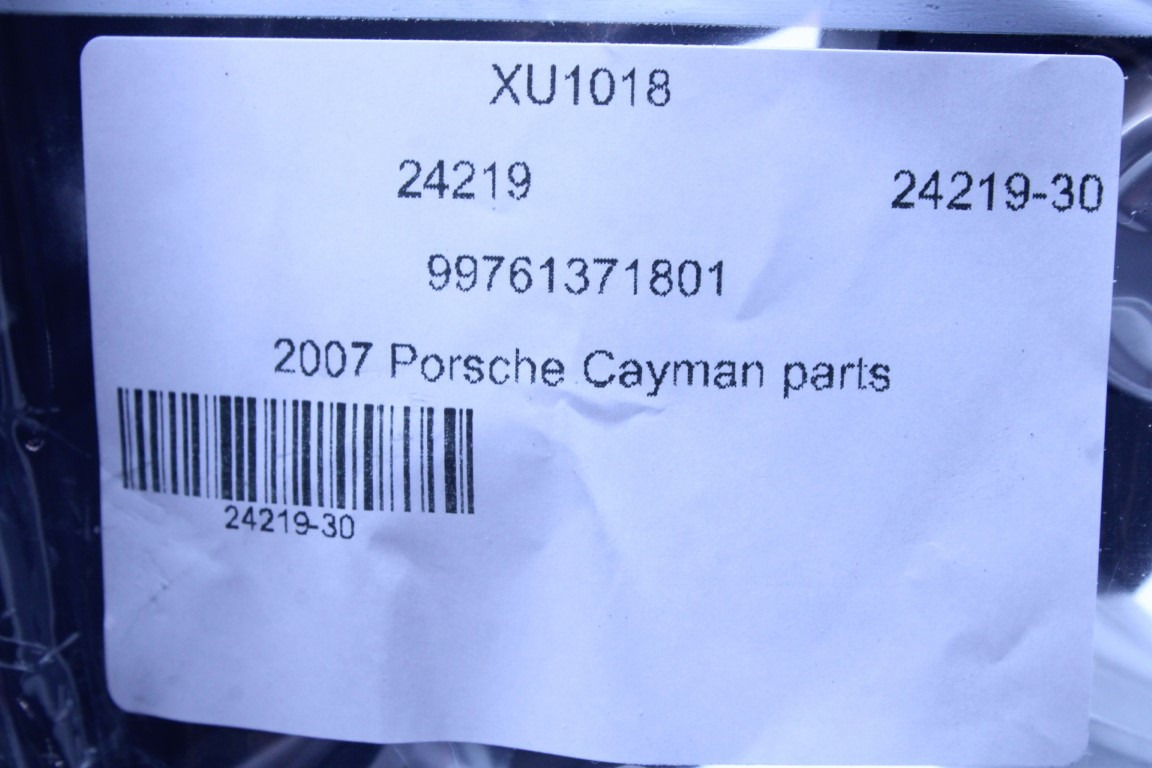 XU1018
24219 24219-30
99761371801
2007 Porsche Cayman parts
24219-30